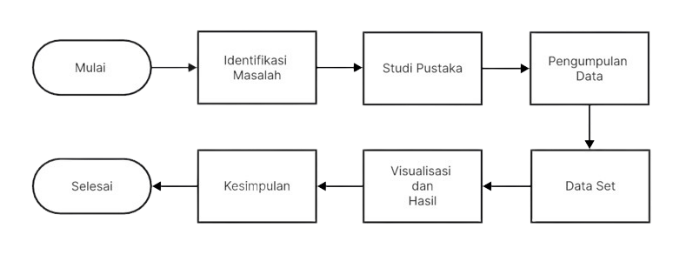 Mulai
Identifikasi
Masalah
Studi Pustaka
Pengumpulan
Data
Data Set
Visualisasi
dan
Hasil
Kesimpulan
Selesai